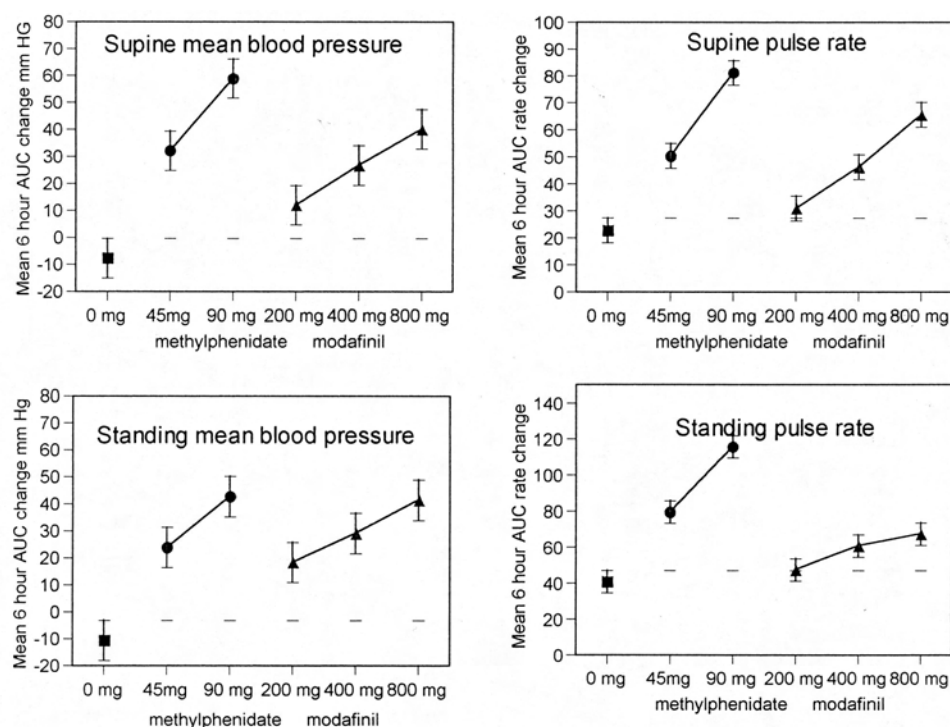 Supine mean blood pressure
Mean 6 hour AUC change mm HG
80
70
60
50
40
30
20
10
0
-10
-20
0 mg 45mg 90 mg 200 mg 400 mg 800 mg
methylphenidate modafinil
Supine pulse rate
Mean 6 hour AUC rate change
100
90
80
70
60
50
40
30
20
10
0
0 mg 45mg 90 mg 200 mg 400 mg 800 mg
methylphenidate modafinil
Standing mean blood pressure
Mean 6 hour AUC change mm Hg
80
70
60
50
40
30
20
10
0
-10
-20
0 mg 45mg 90 mg 200 mg 400 mg 800 mg
methylphenidate modafinil
Standing pulse rate
Mean 6 hour AUC rate change
140
120
100
80
60
40
20
0
0 mg 45mg 90 mg 200 mg 400 mg 800 mg
methylphenidate modafinil